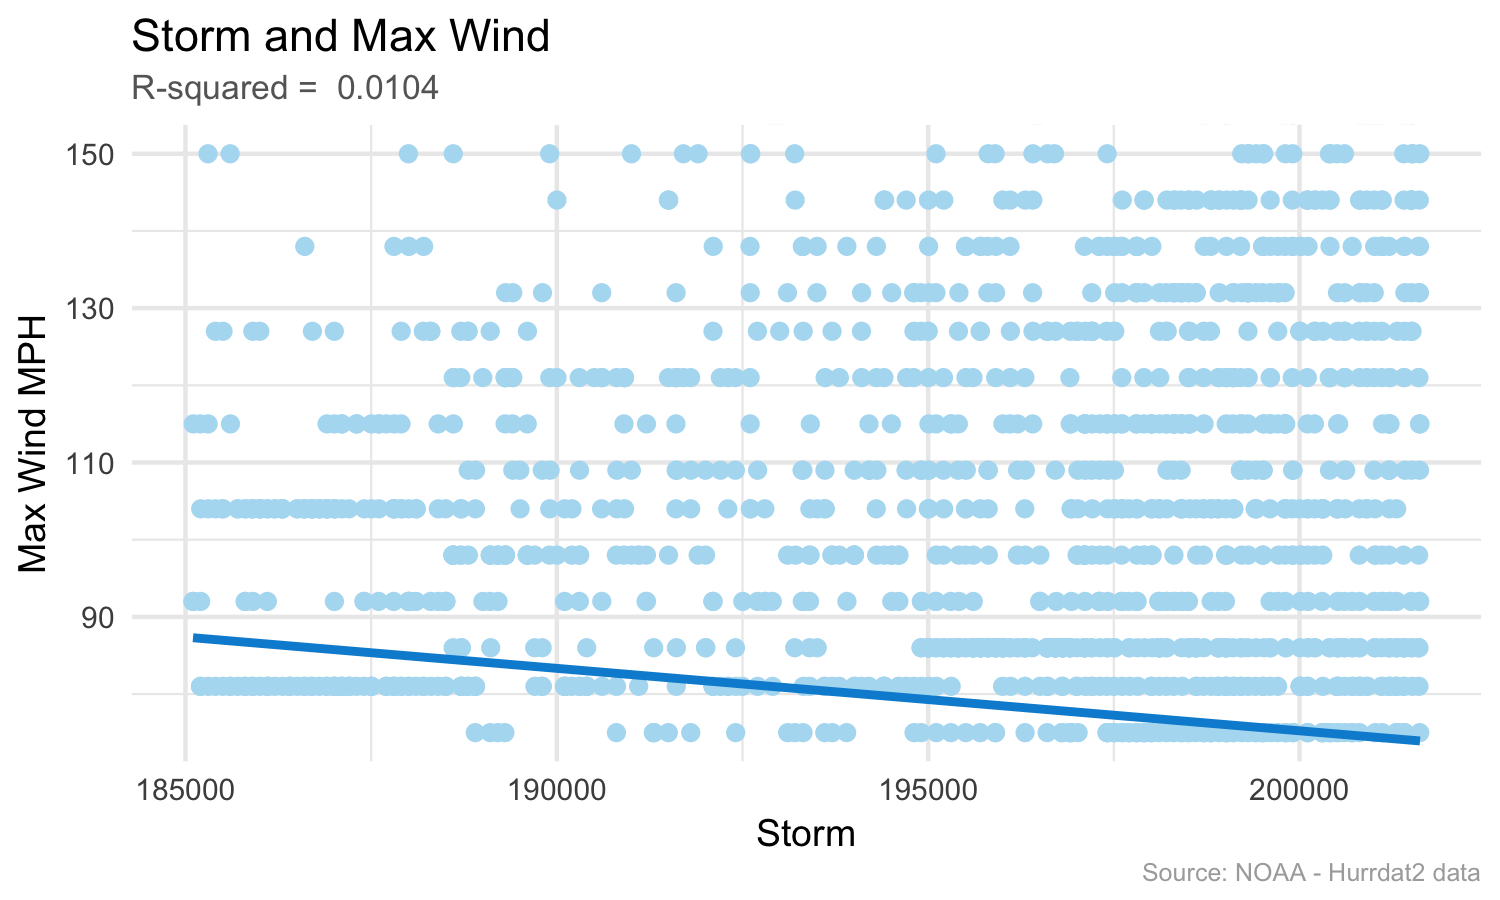 Storm and Max Wind
R-squared =  0.0104
Max Wind MPH
150
130
110
90
185000
190000
195000
200000
Storm
Source: NOAA - Hurrdat2 data